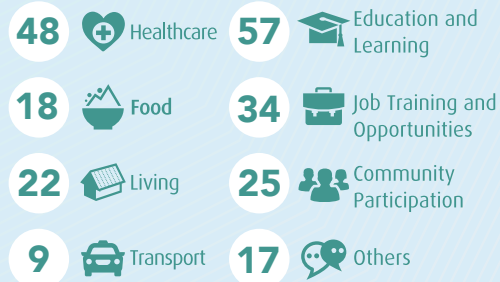 48 Healthcare
57 Education and
Learning
18 Food
34 Job Training and
Opportunities
22 Living
25 Community
Participation
9 Transport
17 Others